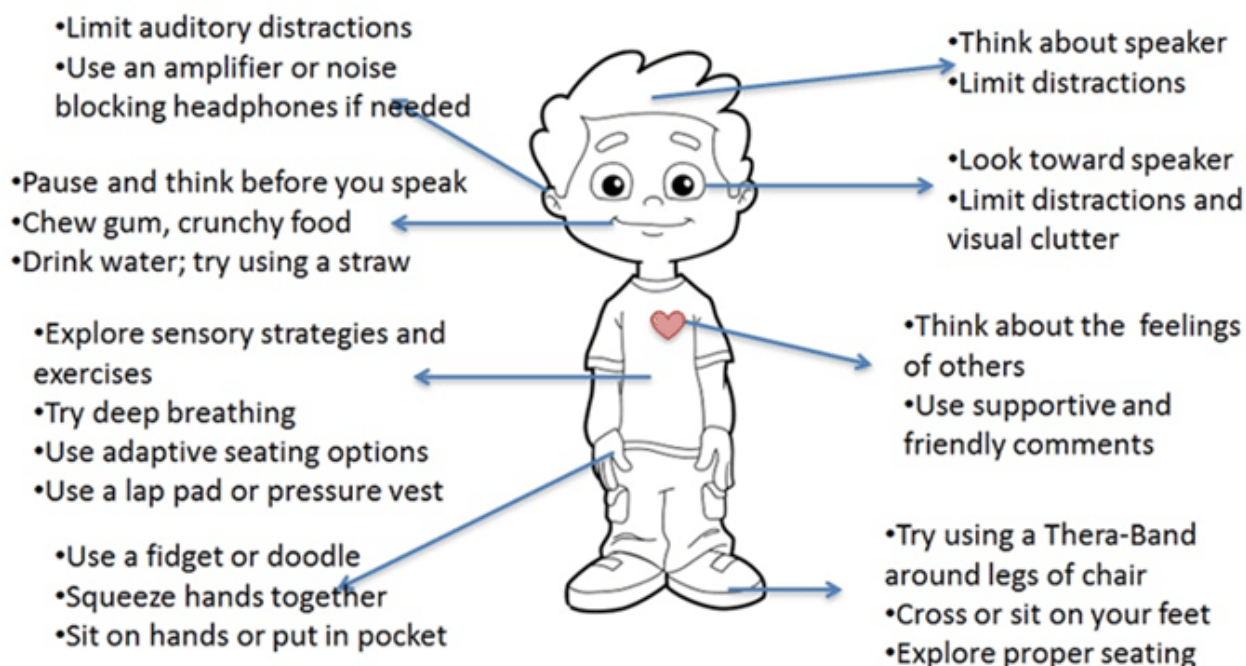 •Limit auditory distractions
•Use an amplifier or noise
blocking headphones if needed
•Pause and think before you speak
•Chew gum, crunchy food
•Drink water; try using a straw
•Explore sensory strategies and
exercises
•Try deep breathing
•Use adaptive seating options
•Use a lap pad or pressure vest
•Use a fidget or doodle
•Squeeze hands together
•Sit on hands or put in pocket
•Think about speaker
•Limit distractions
•Look toward speaker
•Limit distractions and
visual clutter
•Think about the feelings
of others
•Use supportive and
friendly comments
•Try using a Thera-Band
around legs of chair
•Cross or sit on your feet
•Explore proper seating